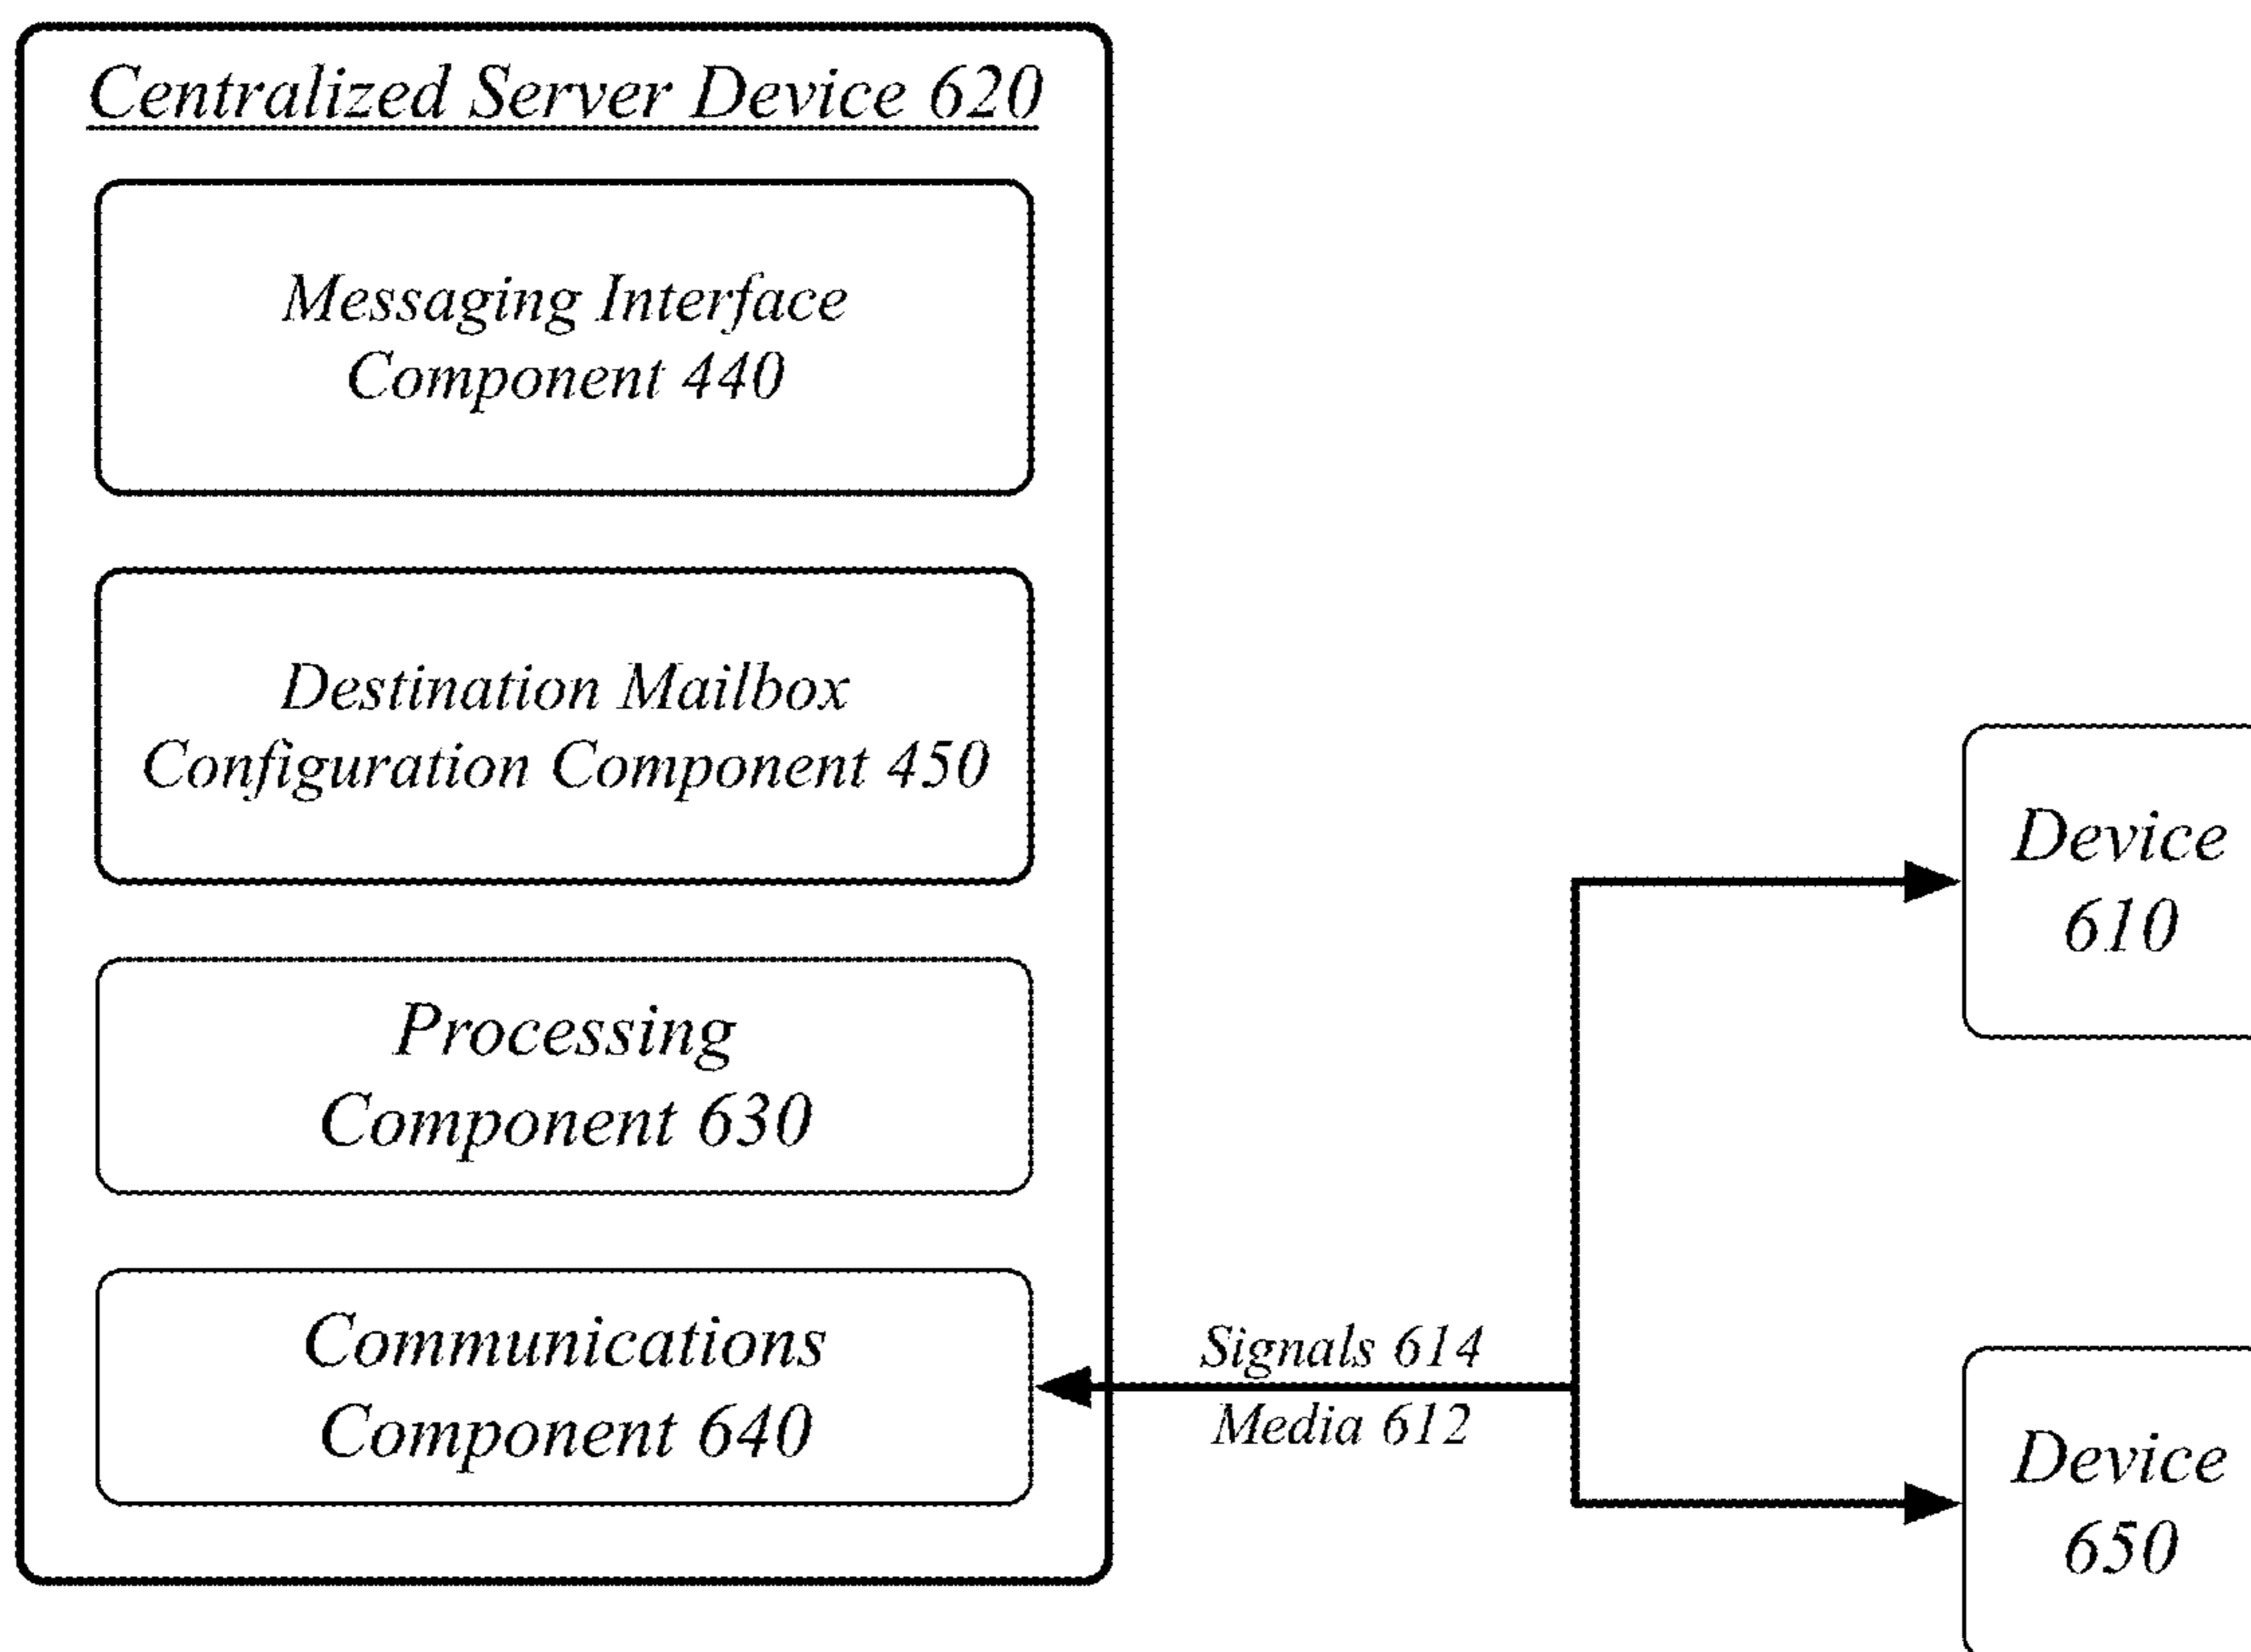 Centralized Server Device 620
Messaging Interface
Component 440
Destination Mailbox
Configuration Component 450
Processing
Component 630
Communications
Component 640
Signals 614
Media 612
Device
610
Device
650